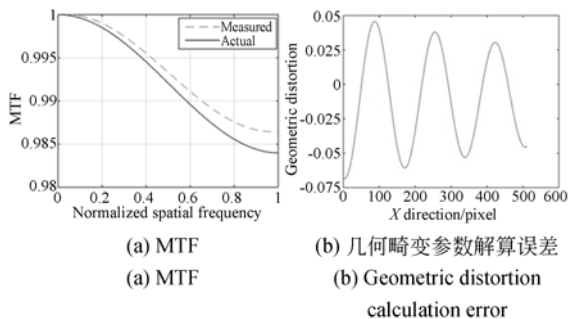 1
0.995
0.99
0.985
0.98
MTF
Measured
Actual
0 0.2 0.4 0.6 0.8 1
Normalized spatial frequency
0.05
0.025
0
-0.025
-0.05
-0.075
Geometric distortion
0 100 200 300 400 500 600
X direction/pixel
(a) MTF
(b) 几何畸变参数解算误差
(a) MTF
(b) Geometric distortion
calculation error